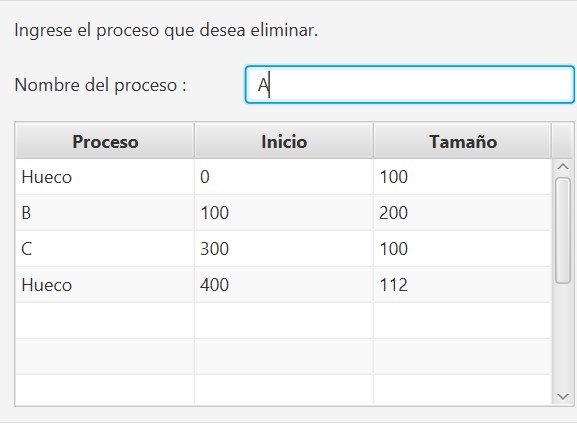 Ingrese el proceso que desea eliminar.
Nombre del proceso : A
Proceso Inicio Tamaño
Hueco 0 100
B 100 200
C 300 100
Hueco 400 112